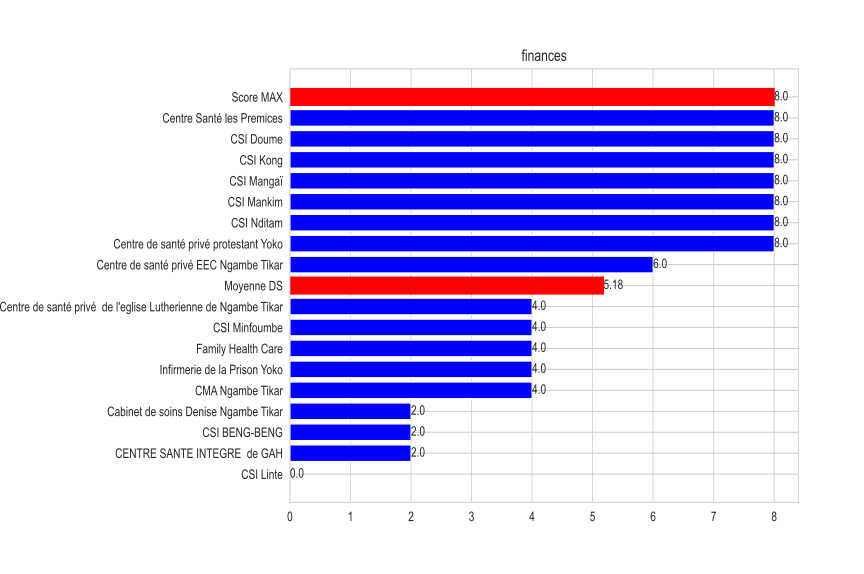 finances
Score MAX 8.0
Centre Santé les Premices 8.0
CSI Doume 8.0
CSI Kong 8.0
CSI Mangaï 8.0
CSI Mankim 8.0
CSI Nditam 8.0
Centre de santé privé protestant Yoko 8.0
Centre de santé privé EEC Ngambe Tikar 6.0
Moyenne DS 5.18
Centre de santé privé  de l'eglise Lutherienne de Ngambe Tikar 4.0
CSI Minfoumbe 4.0
Family Health Care 4.0
Infirmerie de la Prison Yoko 4.0
CMA Ngambe Tikar 4.0
Cabinet de soins Denise Ngambe Tikar 2.0
CSI BENG-BENG 2.0
CENTRE SANTE INTEGRE  de GAH 2.0
CSI Linte 0.0
0 1 2 3 4 5 6 7 8